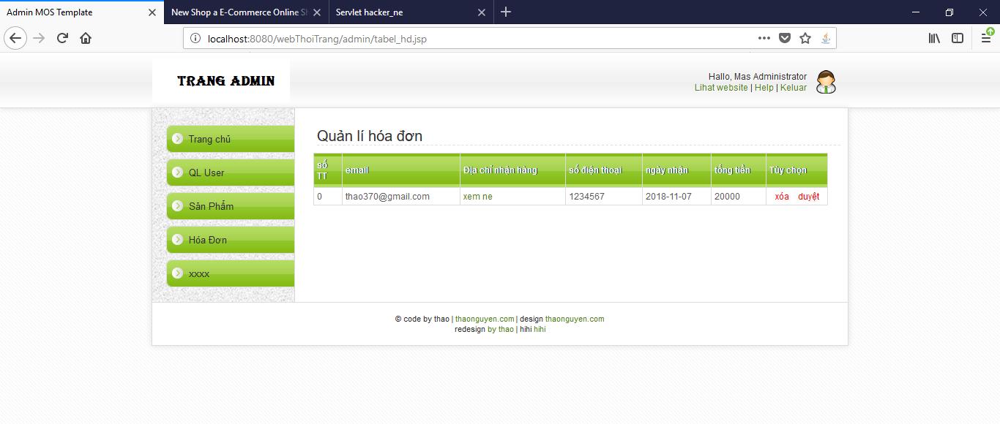 Admin MOS Template
New Shop a E-Commerce Online Sh
Servlet hacker_ne
localhost:8080/webThoiTrang/admin/tabel_hd.jsp
TRANG ADMIN
Hallo, Mas Administrator
Lihat website | Help | Keluar
Trang chủ
QL User
Sản Phẩm
Hóa Đơn
xxxx
Quản lí hóa đơn
số TT email Địa chỉ nhận hàng số điện thoại ngày nhận tổng tiền Tùy chọn
0 thao370@gmail.com xem ne 1234567 2018-11-07 20000 xóa duyệt
© code by thao | thaonguyen.com | design thaonguyen.com
redesign by thao | hihi hihi